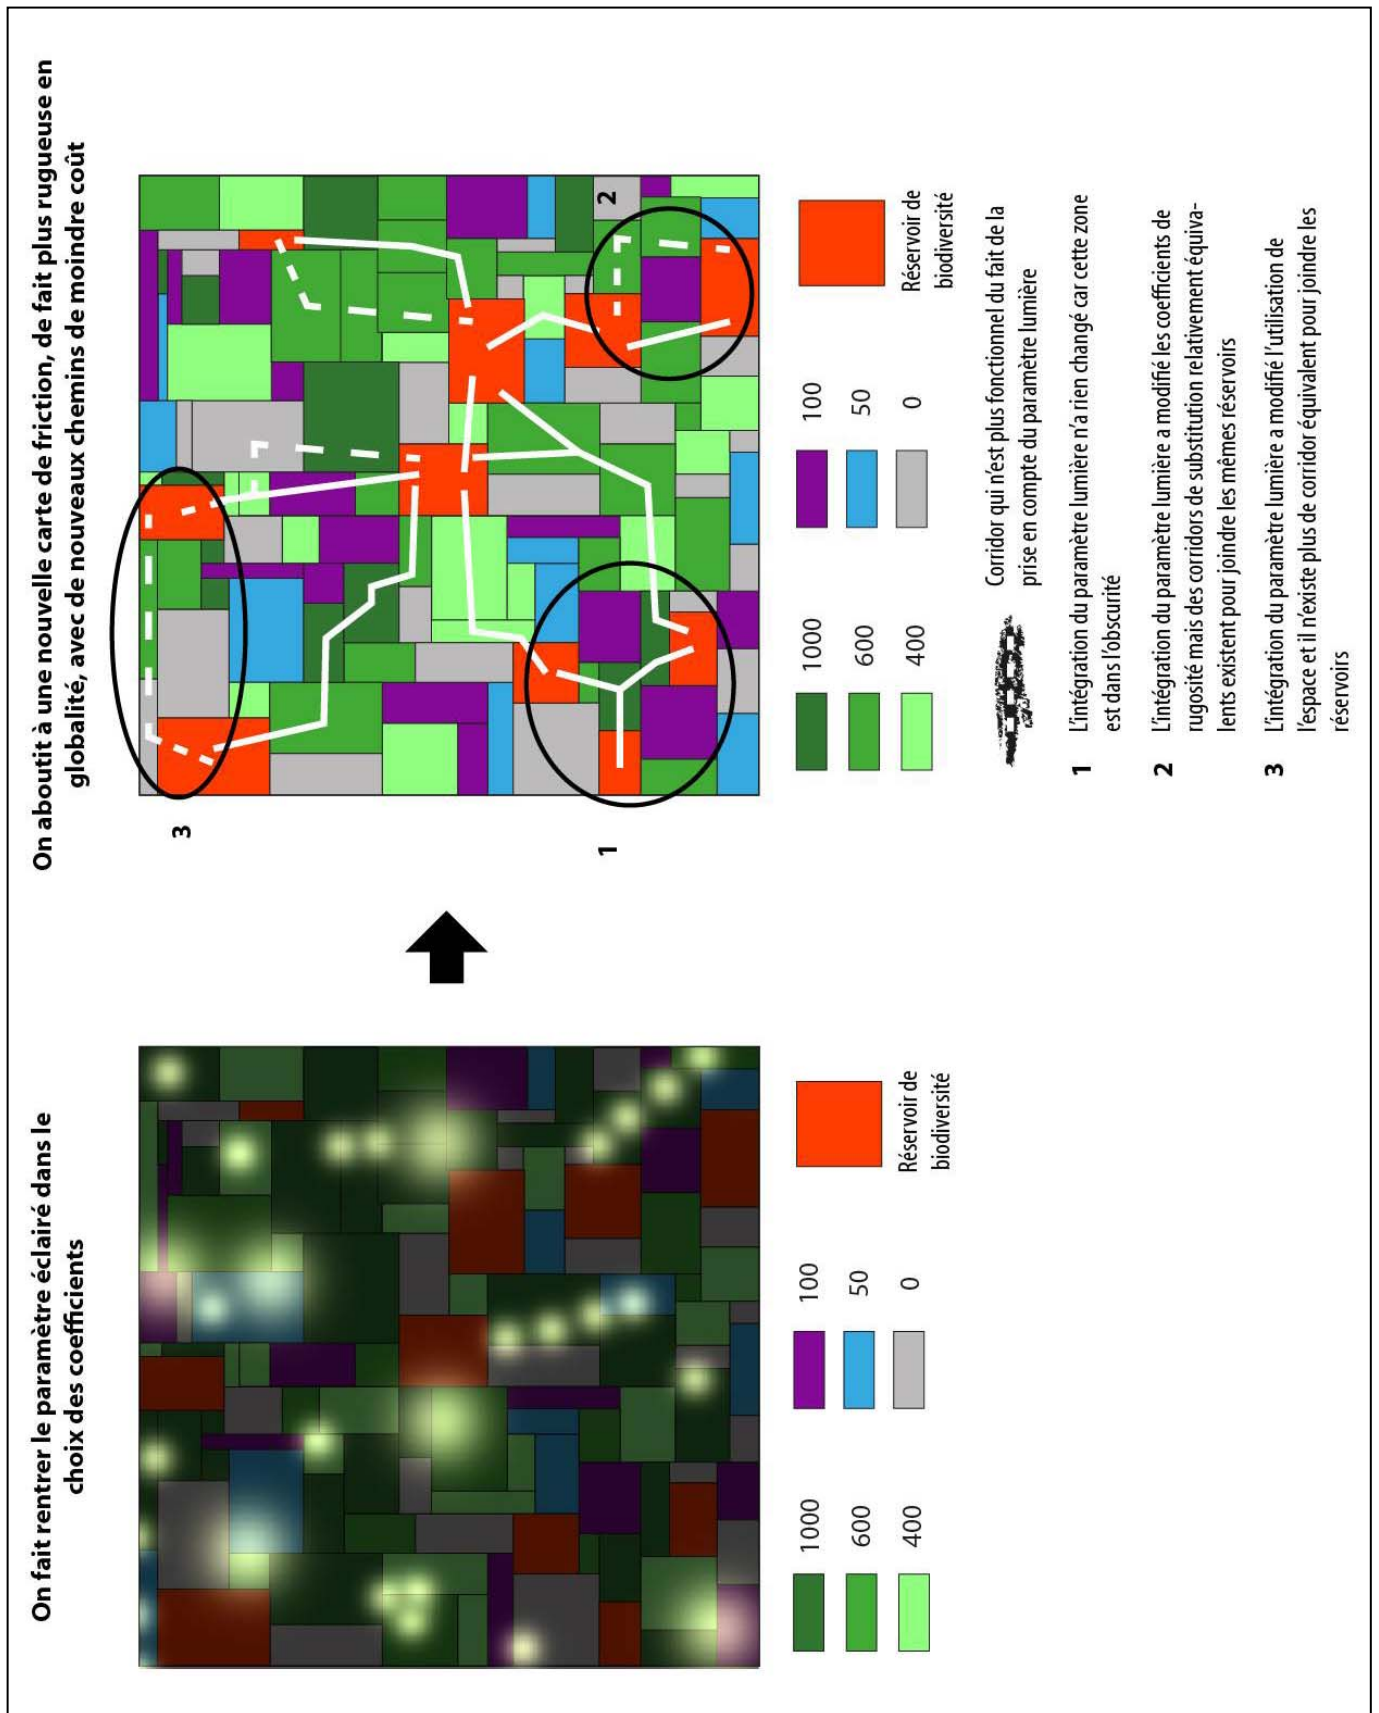 On fait rentrer le paramètre éclairé dans le
choix des coefficients
1000
600
400
100
50
0
Réservoir de
biodiversité
On aboutit à une nouvelle carte de friction, de fait plus rugueuse en
globalité, avec de nouveaux chemins de moindre coût
3
1
2
1000
600
400
100
50
0
Réservoir de
biodiversité
Corridor qui n'est plus fonctionnel du fait de la
prise en compte du paramètre lumière
1 L'intégration du paramètre lumière n'a rien changé car cette zone
est dans l'obscurité
2 L'intégration du paramètre lumière a modifié les coefficients de
rugosité mais des corridors de substitution relativement équiva-
lents existent pour joindre les mêmes réservoirs
3 L'intégration du paramètre lumière a modifié l'utilisation de
l'espace et il n'existe plus de corridor équivalent pour joindre les
réservoirs